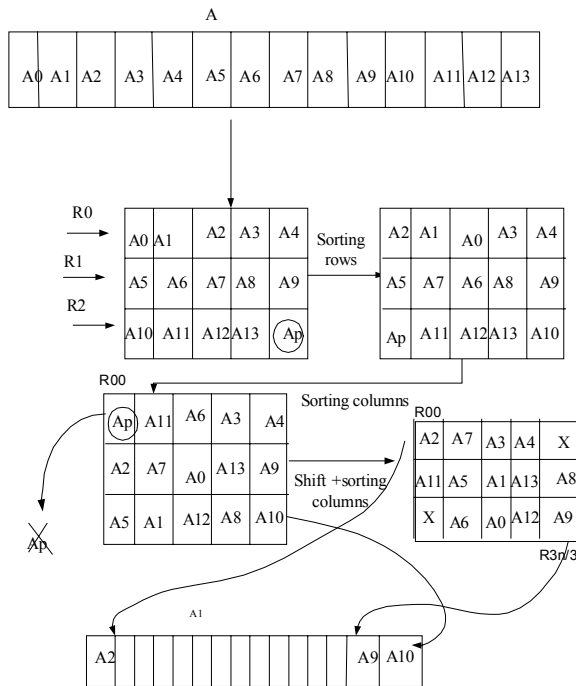 A
A0 A1 A2 A3 A4 A5 A6 A7 A8 A9 A10 A11 A12 A13
R0
A0 A1 A2 A3 A4
R1
A5 A6 A7 A8 A9
R2
A10 A11 A12 A13 Ap
Sorting
rows
A2 A1 A0 A3 A4
A5 A7 A6 A8 A9
Ap A11 A12 A13 A10
Sorting columns
R00
Ap A11 A6 A3 A4
A2 A7 A0 A13 A9
A5 A1 A12 A8 A10
Ap
Shift +sorting
columns
R00
A2 A7 A3 A4 X
A11 A5 A1 A13 A8
X A6 A0 A12 A9
R3n/3
A1
A2 A9 A10